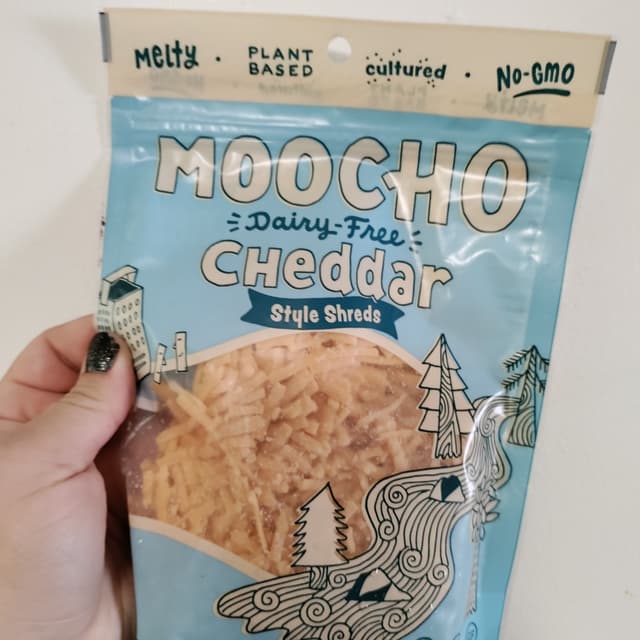 Melty · PLANT BASED · cultured · No-GMO
MOOCHO
Dairy-Free
Cheddar
Style Shreds